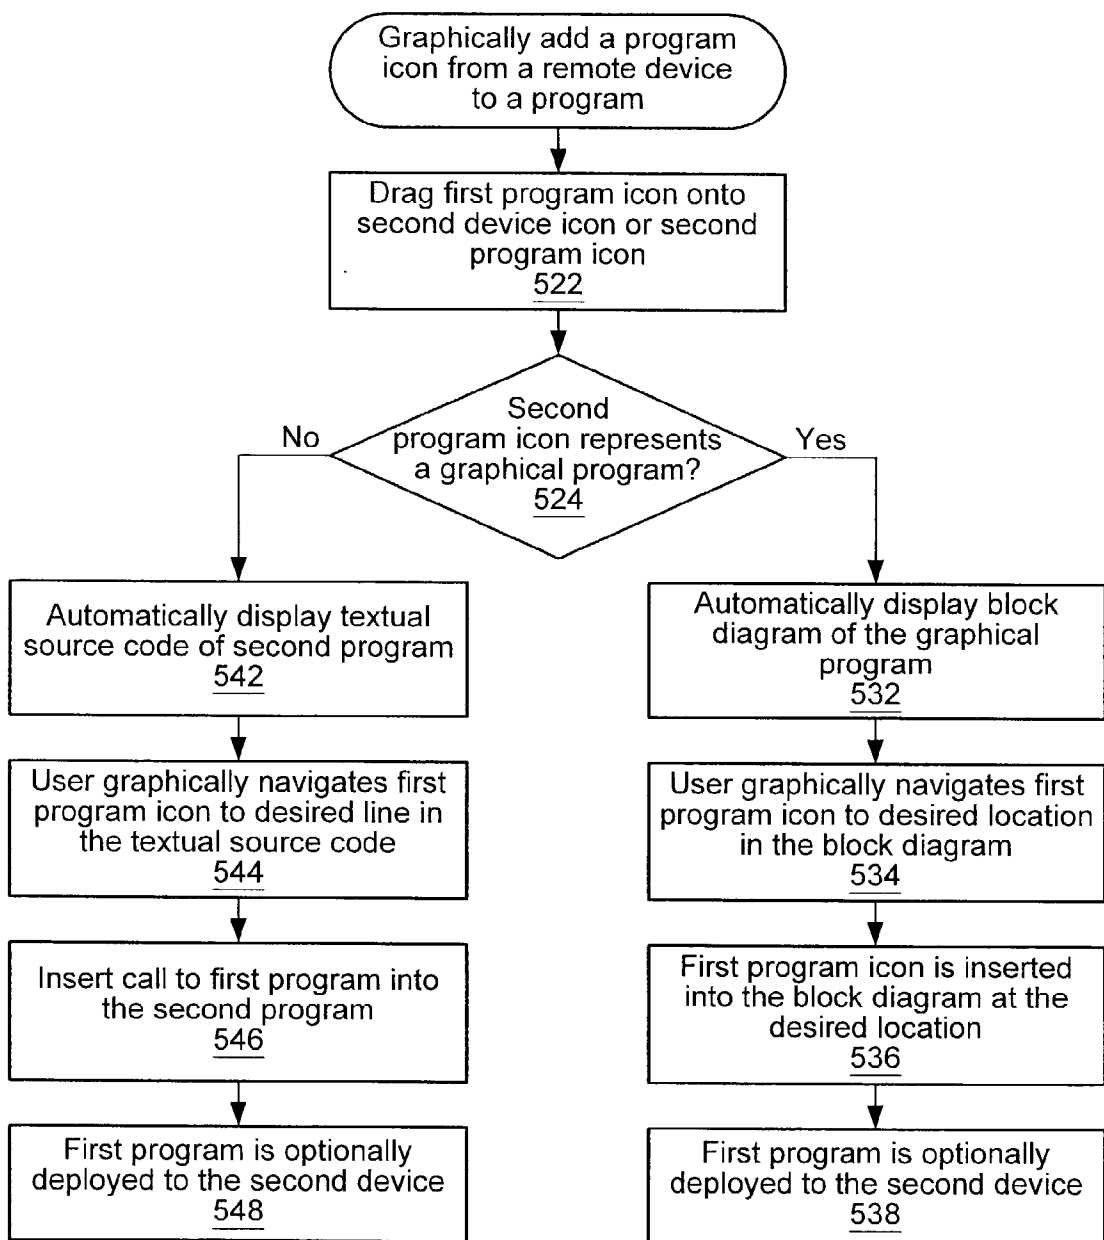 Graphically add a program
icon from a remote device
to a program
Drag first program icon onto
second device icon or second
program icon
522
Second
program icon represents
a graphical program?
524
No
Yes
Automatically display textual
source code of second program
542
User graphically navigates first
program icon to desired line in
the textual source code
544
Insert call to first program into
the second program
546
First program is optionally
deployed to the second device
548
Automatically display block
diagram of the graphical
program
532
User graphically navigates first
program icon to desired location
in the block diagram
534
First program icon is inserted
into the block diagram at the
desired location
536
First program is optionally
deployed to the second device
538